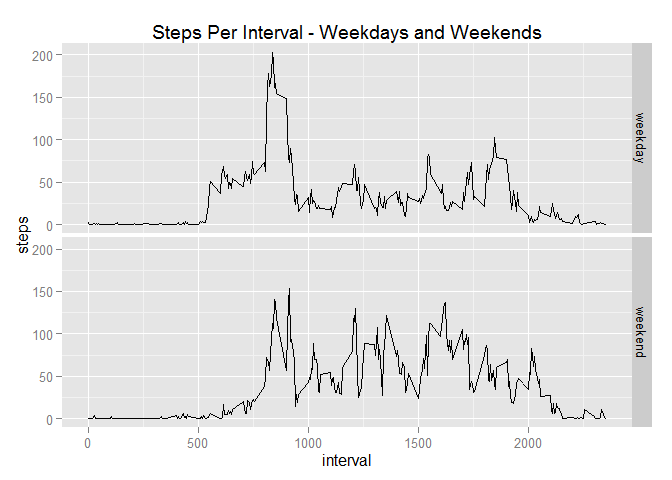 Steps Per Interval - Weekdays and Weekends
200
150
100
50
0
weekday
steps
200
150
100
50
0
weekend
0 500 1000 1500 2000
interval